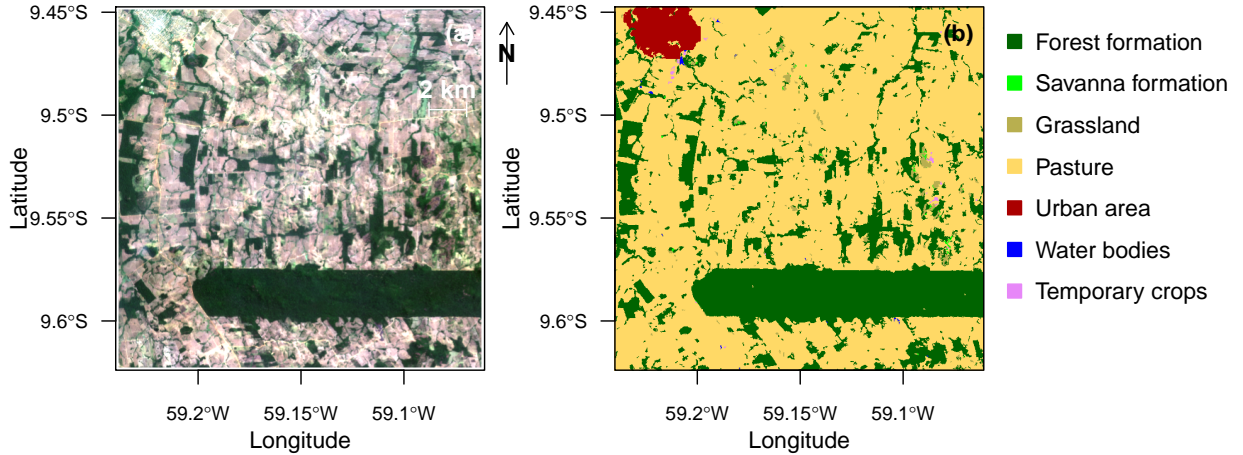 9.45°S
9.5°S
9.55°S
9.6°S
Latitude
59.2°W
59.15°W
59.1°W
Longitude
(a)
N
2 km
9.45°S
9.5°S
9.55°S
9.6°S
Latitude
59.2°W
59.15°W
59.1°W
Longitude
(b)
Forest formation
Savanna formation
Grassland
Pasture
Urban area
Water bodies
Temporary crops